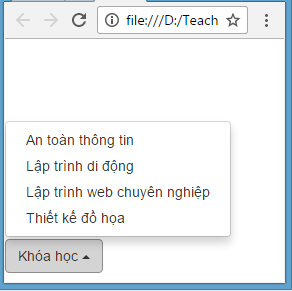 file:///D:/Teach
An toàn thông tin
Lập trình di động
Lập trình web chuyên nghiệp
Thiết kế đồ họa
Khóa học